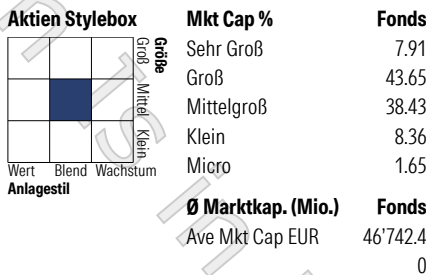 Aktien Stylebox
Größe
Groß
Mittel
Klein
Wert Blend Wachstum
Anlagestil
Mkt Cap % Fonds
Sehr Groß 7.91
Groß 43.65
Mittelgroß 38.43
Klein 8.36
Micro 1.65
Ø Marktkap. (Mio.) Fonds
Ave Mkt Cap EUR 46'742.4
0